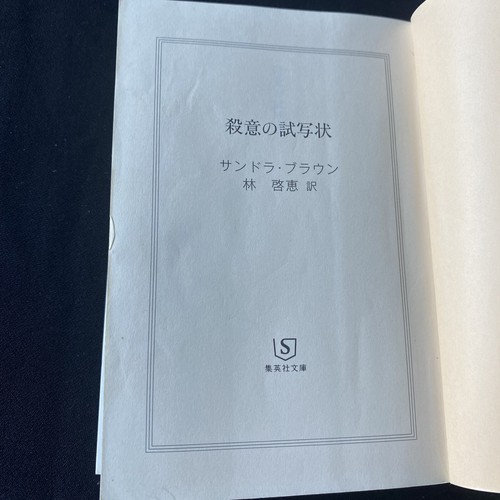 殺意の試写状
サンドラ・ブラウン
林 啓恵 訳
S
集英社文庫